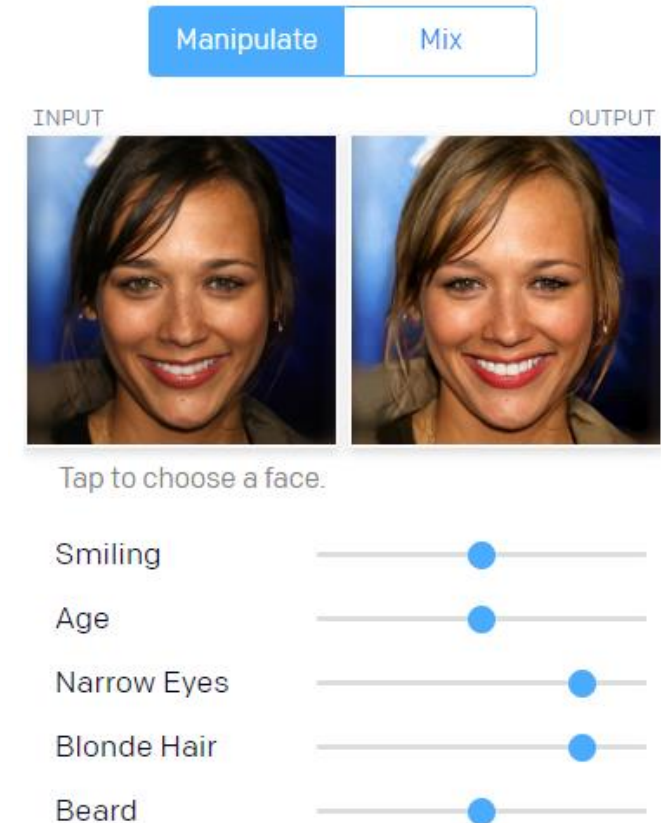 Manipulate Mix
INPUT OUTPUT
Tap to choose a face.
Smiling
Age
Narrow Eyes
Blonde Hair
Beard